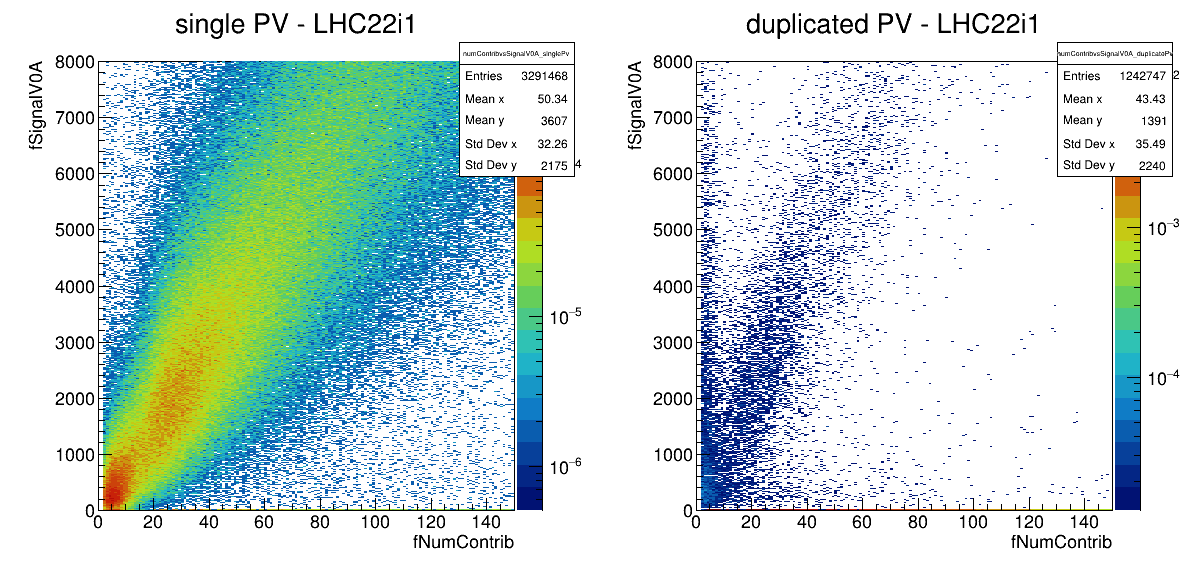 single PV - LHC22i1
numContribvsSignalV0A_singlePv
Entries 3291468
Mean x 50.34
Mean y 3607
Std Dev x 32.26
Std Dev y 2175
4
fSignalV0A
8000
7000
6000
5000
4000
3000
2000
1000
0
0 20 40 60 80 100 120 140
fNumContrib
10−5
10−6
duplicated PV - LHC22i1
numContribvsSignalV0A_duplicatePv
Entries 1242747
Mean x 43.43
Mean y 1391
Std Dev x 35.49
Std Dev y 2240
2
fSignalV0A
8000
7000
6000
5000
4000
3000
2000
1000
0
0 20 40 60 80 100 120 140
fNumContrib
10−3
10−4